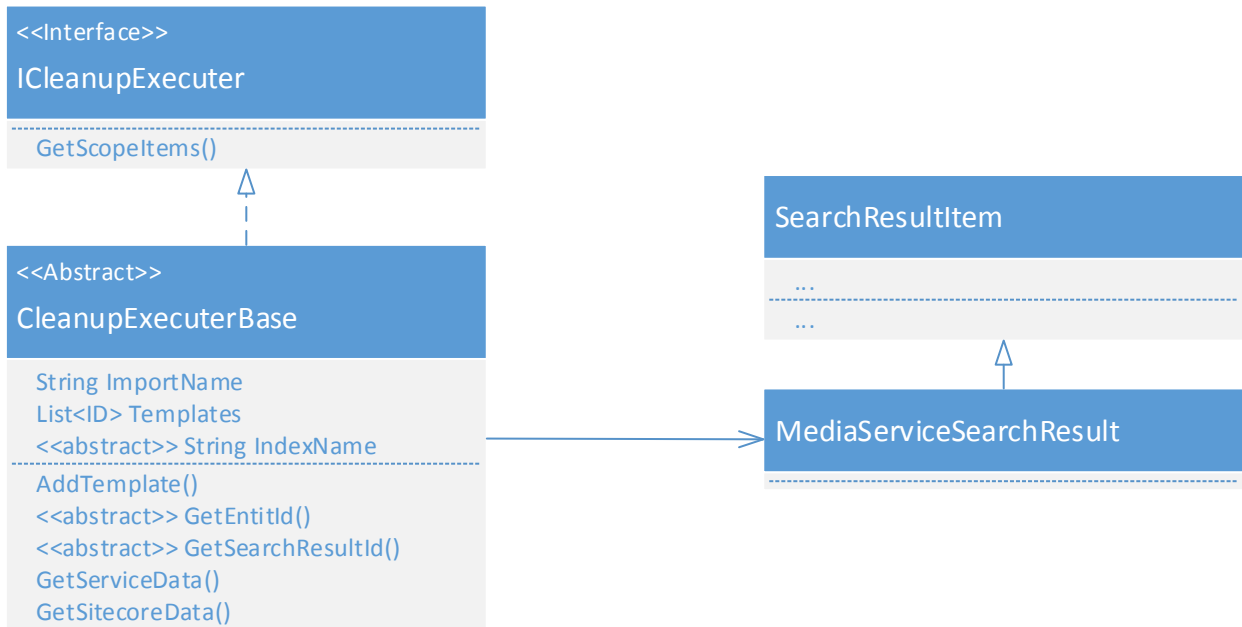 <<Interface>>
ICleanupExecuter
GetScopeItems()
<<Abstract>>
CleanupExecuterBase
String ImportName
List<ID> Templates
<<abstract>> String IndexName
AddTemplate()
<<abstract>> GetEntitId()
<<abstract>> GetSearchResultId()
GetServiceData()
GetSitecoreData()
SearchResultItem
...
...
MediaServiceSearchResult